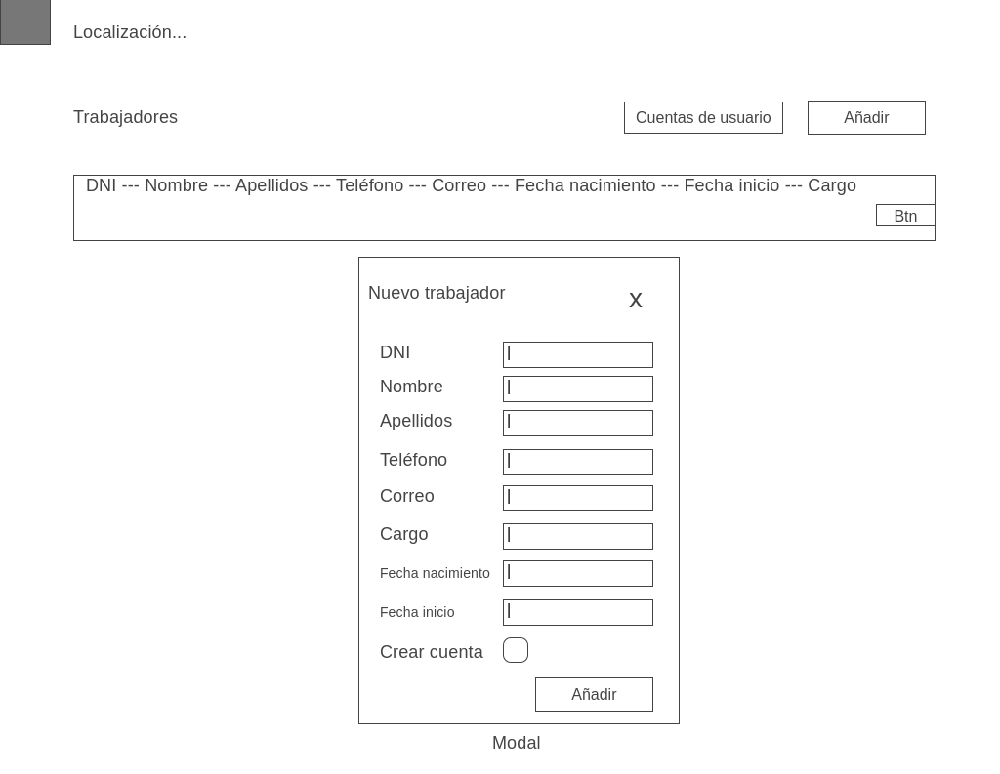 Localización...
Trabajadores
Cuentas de usuario
Añadir
DNI --- Nombre --- Apellidos --- Teléfono --- Correo --- Fecha nacimiento --- Fecha inicio --- Cargo
Btn
Nuevo trabajador
X
DNI
Nombre
Apellidos
Teléfono
Correo
Cargo
Fecha nacimiento
Fecha inicio
Crear cuenta
Añadir
Modal